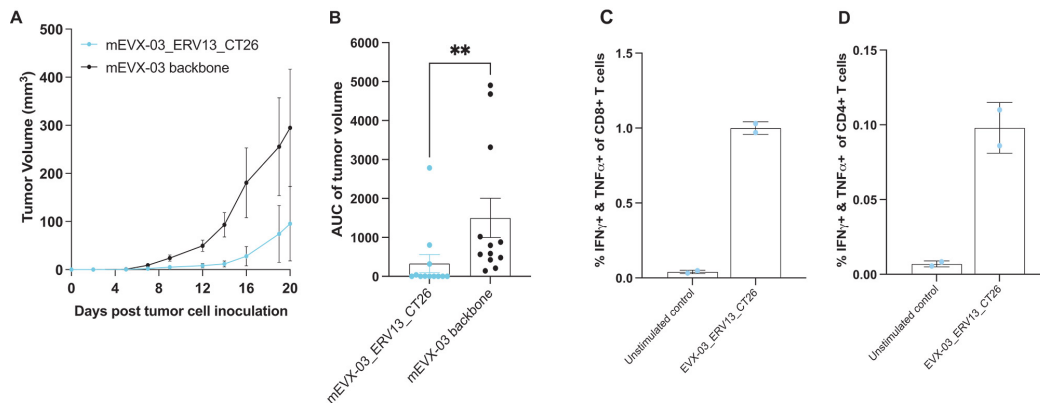 A
mEVX-03_ERV13_CT26
mEVX-03 backbone
Tumor Volume (mm³)
500
400
300
200
100
0
0 4 8 12 16 20
Days post tumor cell inoculation
B
**
AUC of tumor volume
6000
5000
4000
3000
2000
1000
0
mEVX-03_ERV13_CT26
mEVX-03 backbone
C
% IFNγ+ & TNFα+ of CD8+ T cells
1.5
1.0
0.5
0.0
Unstimulated control
EVX-03_ERV13_CT26
D
% IFNγ+ & TNFα+ of CD4+ T cells
0.15
0.10
0.05
0.00
Unstimulated control
EVX-03_ERV13_CT26